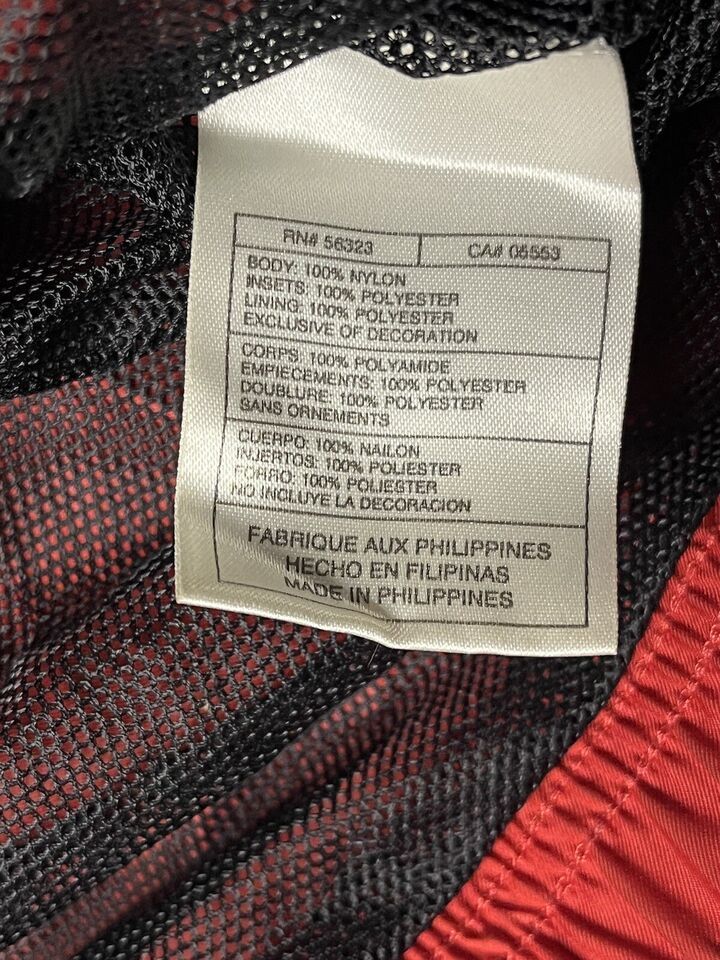 RN# 56323 CA# 05553
BODY: 100% NYLON
INSETS: 100% POLYESTER
LINING: 100% POLYESTER
EXCLUSIVE OF DECORATION
CORPS: 100% POLYAMIDE
EMPIECEMENTS: 100% POLYESTER
DOUBLURE: 100% POLYESTER
SANS ORNEMENTS
CUERPO: 100% NAILON
INJERTOS: 100% POLIESTER
FORRO: 100% POLIESTER
NO INCLUYE LA DECORACION
FABRIQUE AUX PHILIPPINES
HECHO EN FILIPINAS
MADE IN PHILIPPINES